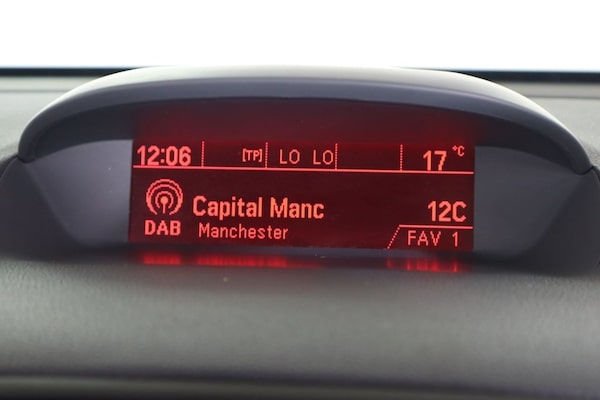 12:06 [TP] LO LO 17 °C
Capital Manc 12C
DAB Manchester FAV 1